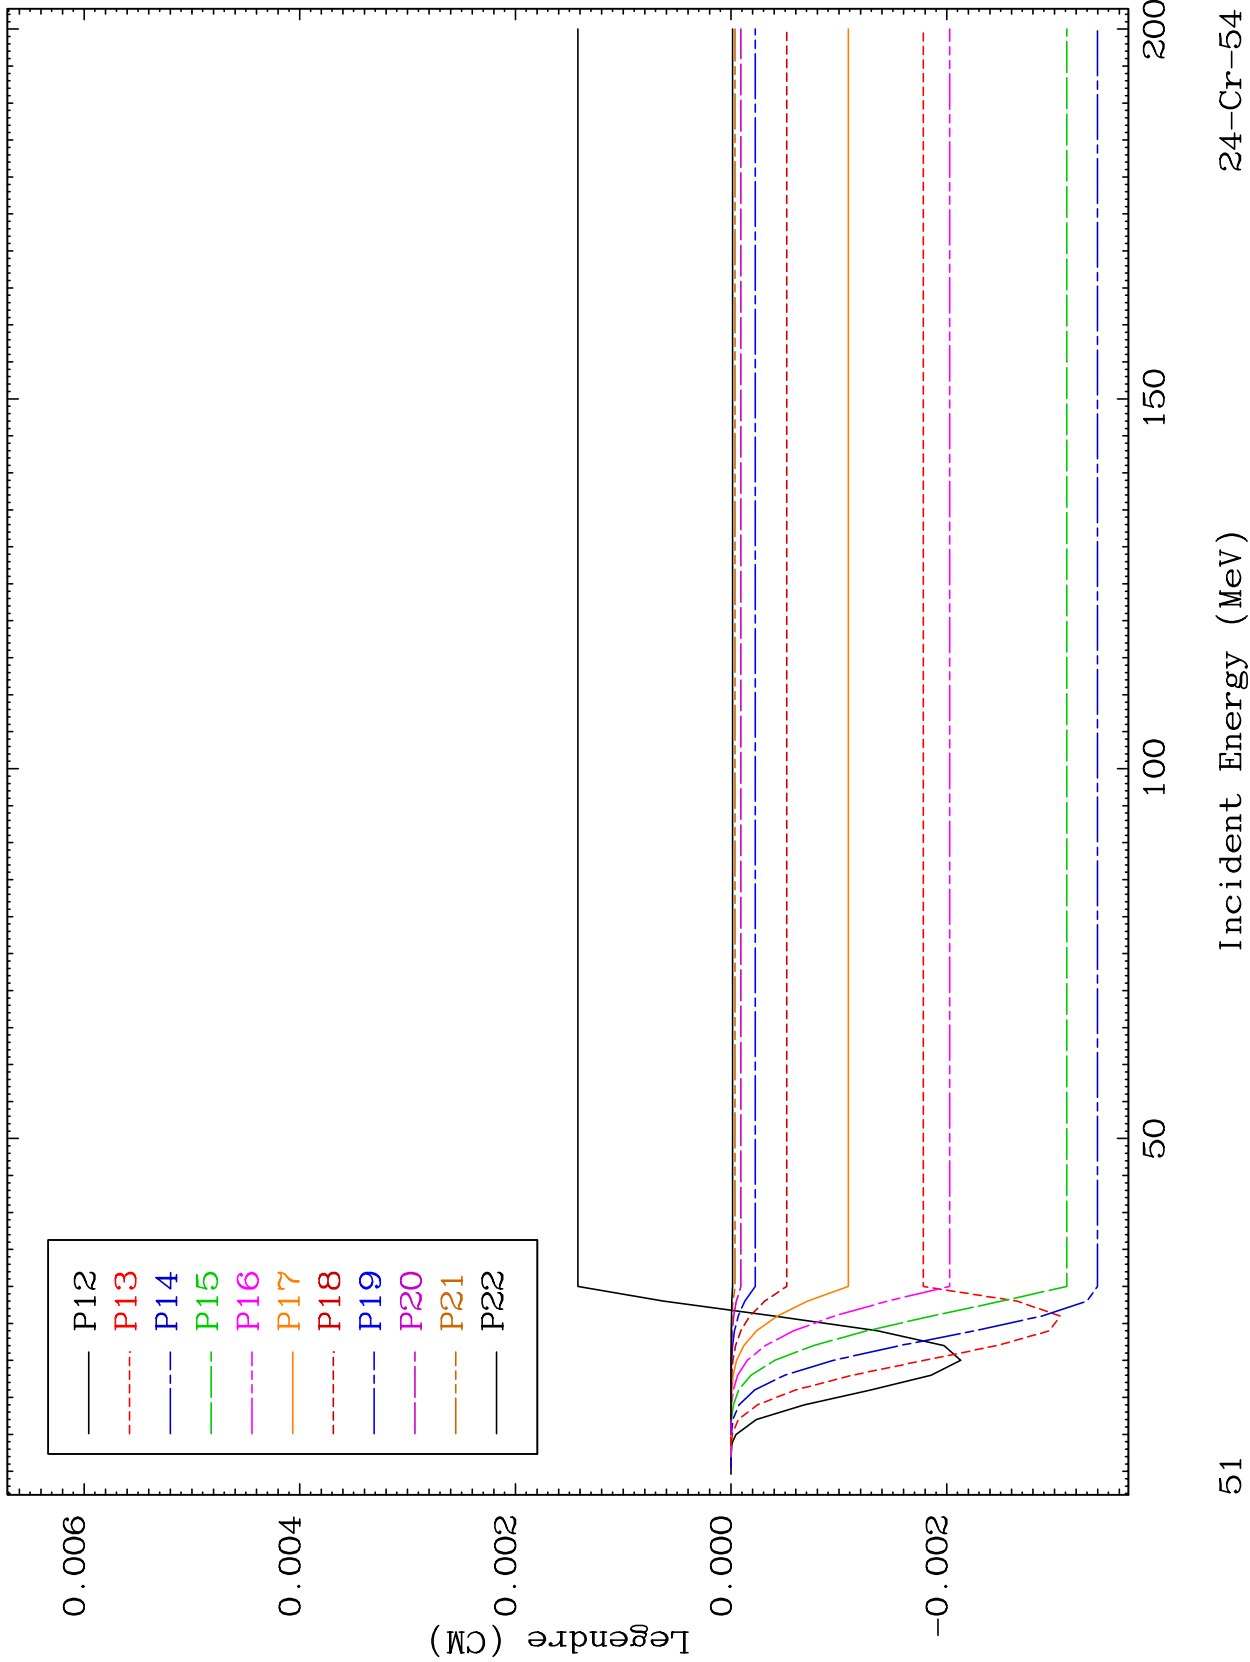 Legendre (CM)
0.006
0.004
0.002
0.000
-0.002
P12
P13
P14
P15
P16
P17
P18
P19
P20
P21
P22
50
100
150
200
51
Incident Energy (MeV)
24-Cr-54